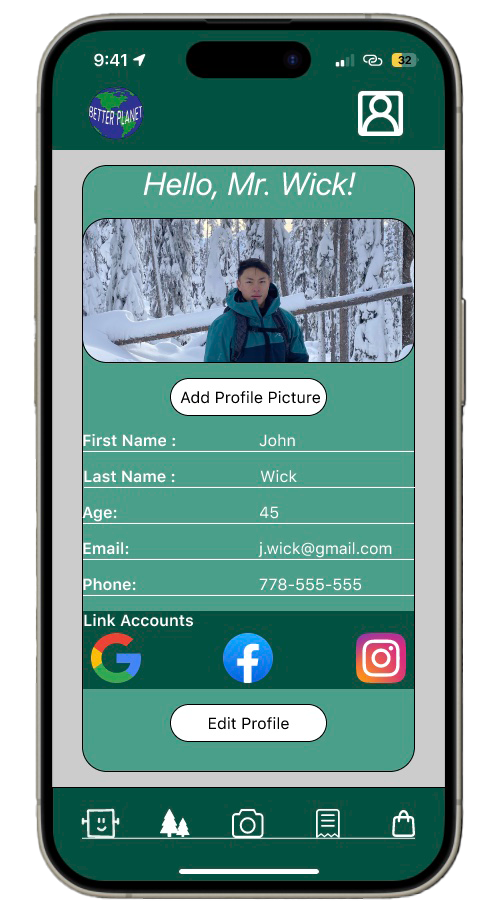 9:41
32
BETTER PLANET
Hello, Mr. Wick!
Add Profile Picture
First Name : John
Last Name : Wick
Age: 45
Email: j.wick@gmail.com
Phone: 778-555-555
Link Accounts
Edit Profile